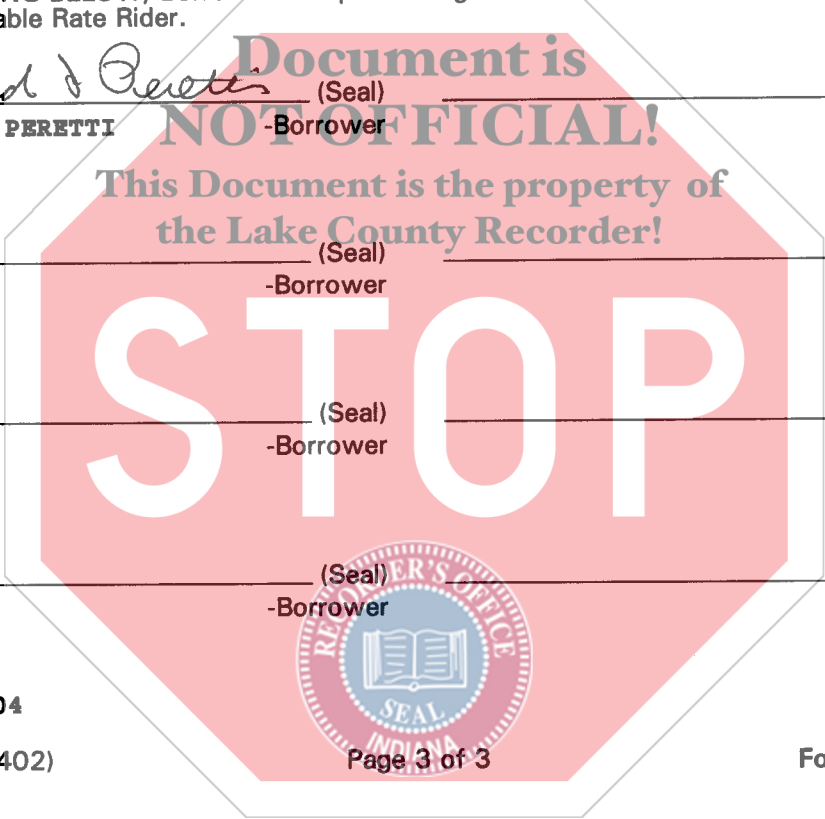 able Rate Rider.
d J Peretti (Seal)
PERETTI -Borrower
Document is
NOT OFFICIAL!
This Document is the property of
the Lake County Recorder!
(Seal)
-Borrower
STOP
(Seal)
-Borrower
(Seal)
-Borrower
RECORDER'S OFFICE
SEAL
INDIANA
04
402)
Page 3 of 3
Fo